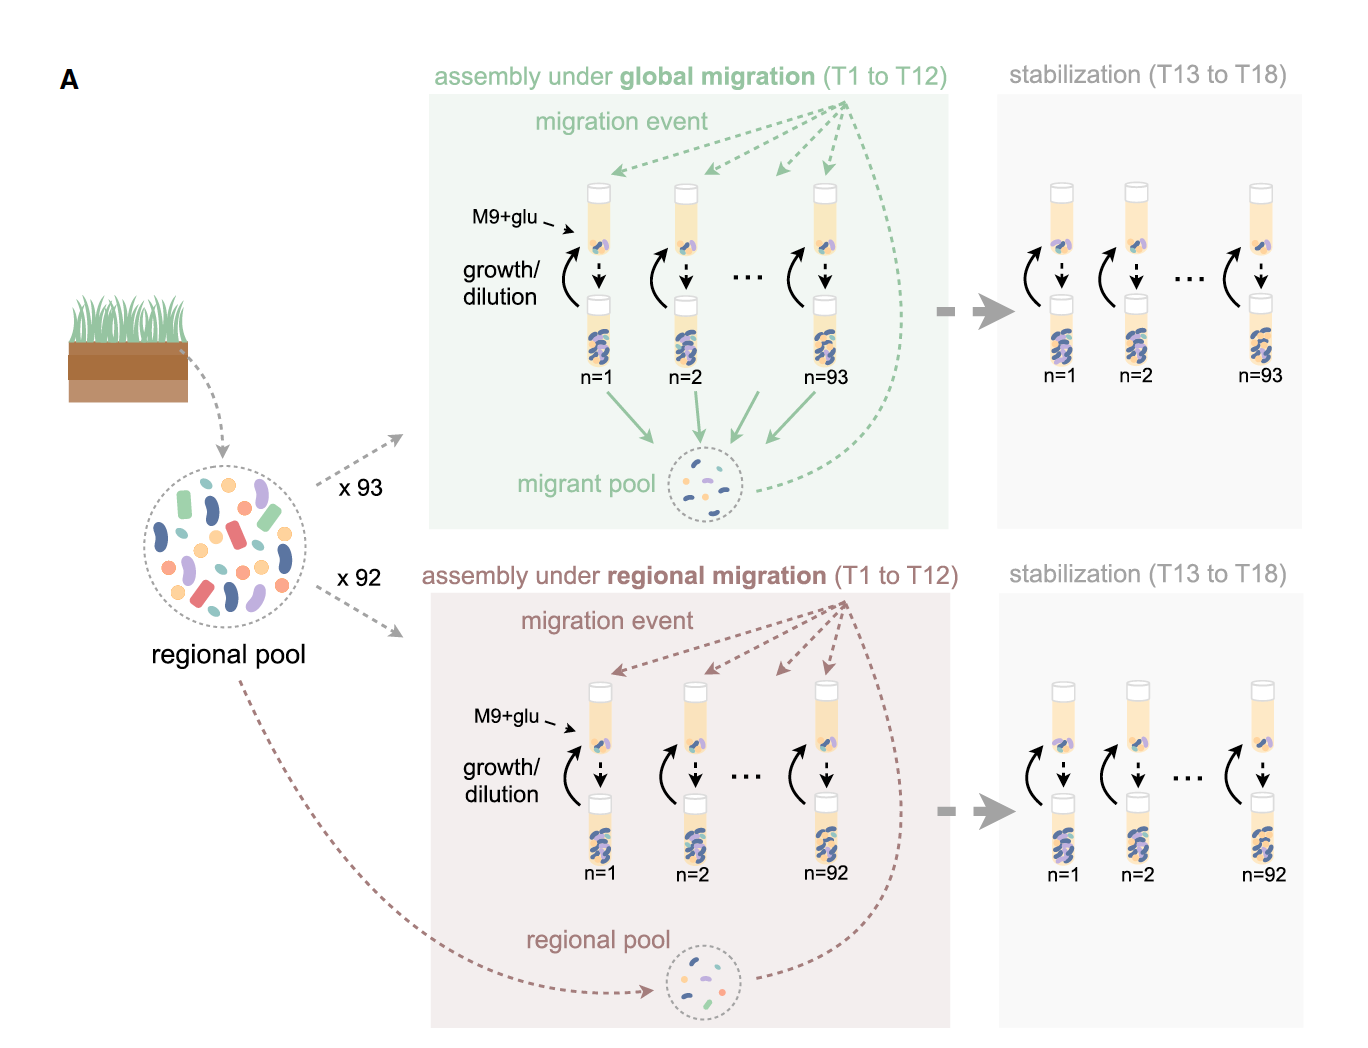 A
assembly under global migration (T1 to T12)
migration event
M9+glu
growth/
dilution
...
n=1
n=2
n=93
migrant pool
stabilization (T13 to T18)
...
n=1
n=2
n=93
x 93
x 92
regional pool
assembly under regional migration (T1 to T12)
migration event
M9+glu
growth/
dilution
...
n=1
n=2
n=92
regional pool
stabilization (T13 to T18)
...
n=1
n=2
n=92